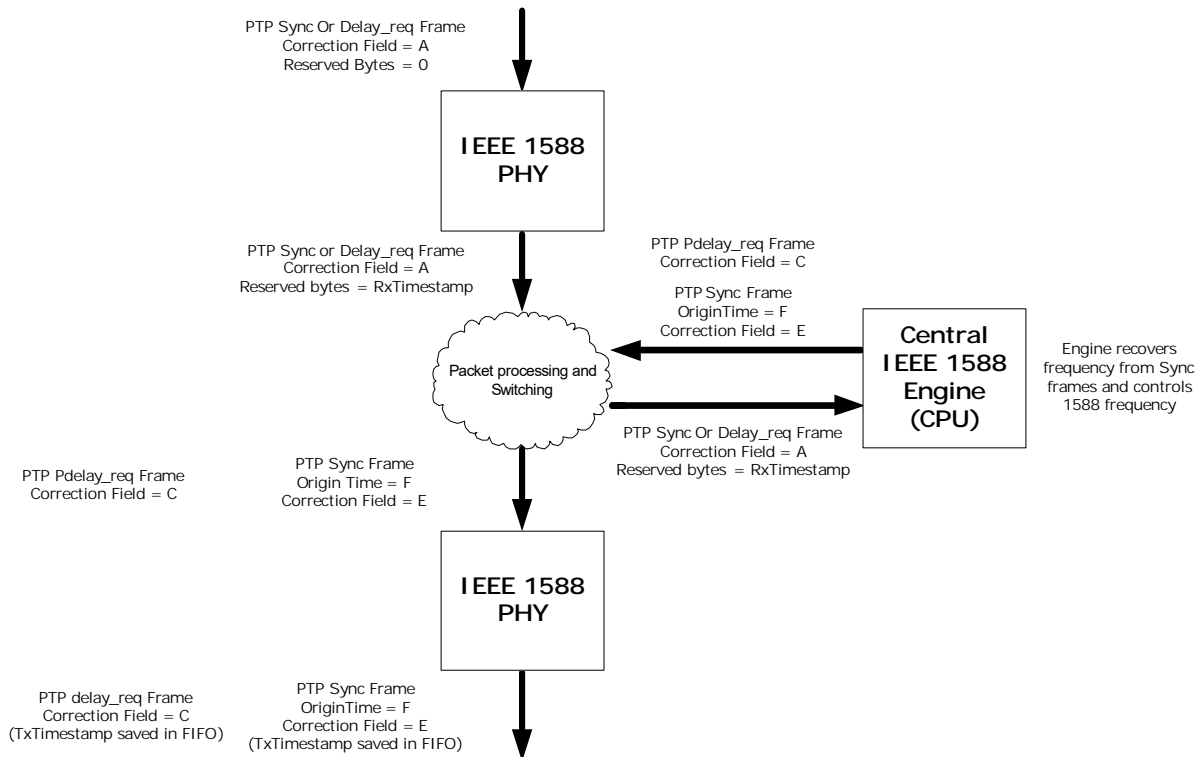 PTP Sync Or Delay_req Frame
Correction Field = A
Reserved Bytes = 0
IEEE 1588
PHY
PTP Sync or Delay_req Frame
Correction Field = A
Reserved bytes = RxTimestamp
PTP Pdelay_req Frame
Correction Field = C
PTP Sync Frame
OriginTime = F
Correction Field = E
Packet processing and
Switching
Central
IEEE 1588
Engine
(CPU)
Engine recovers
frequency from Sync
frames and controls
1588 frequency
PTP Sync Or Delay_req Frame
Correction Field = A
Reserved bytes = RxTimestamp
PTP Pdelay_req Frame
Correction Field = C
PTP Sync Frame
Origin Time = F
Correction Field = E
IEEE 1588
PHY
PTP delay_req Frame
Correction Field = C
(TxTimestamp saved in FIFO)
PTP Sync Frame
OriginTime = F
Correction Field = E
(TxTimestamp saved in FIFO)